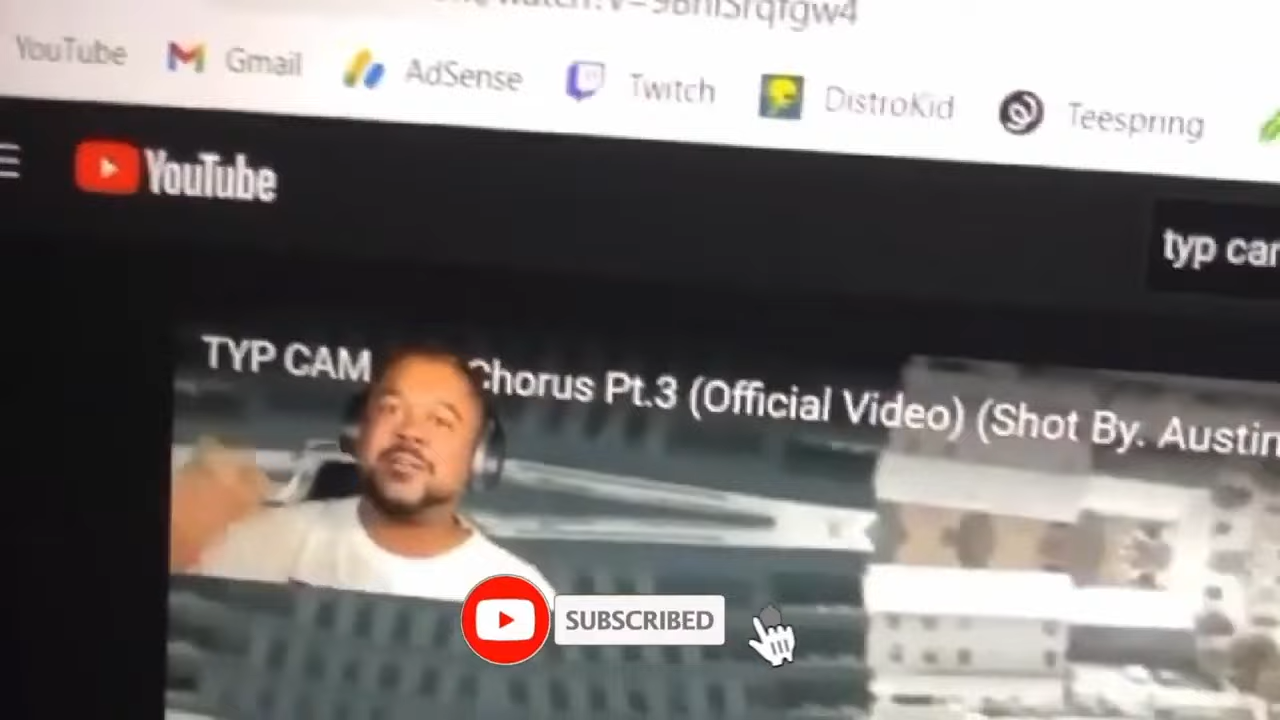 YouTube Gmail AdSense Twitch DistroKid Teespring
YouTube
typ car
TYP CAM Chorus Pt.3 (Official Video) (Shot By. Austin
SUBSCRIBED